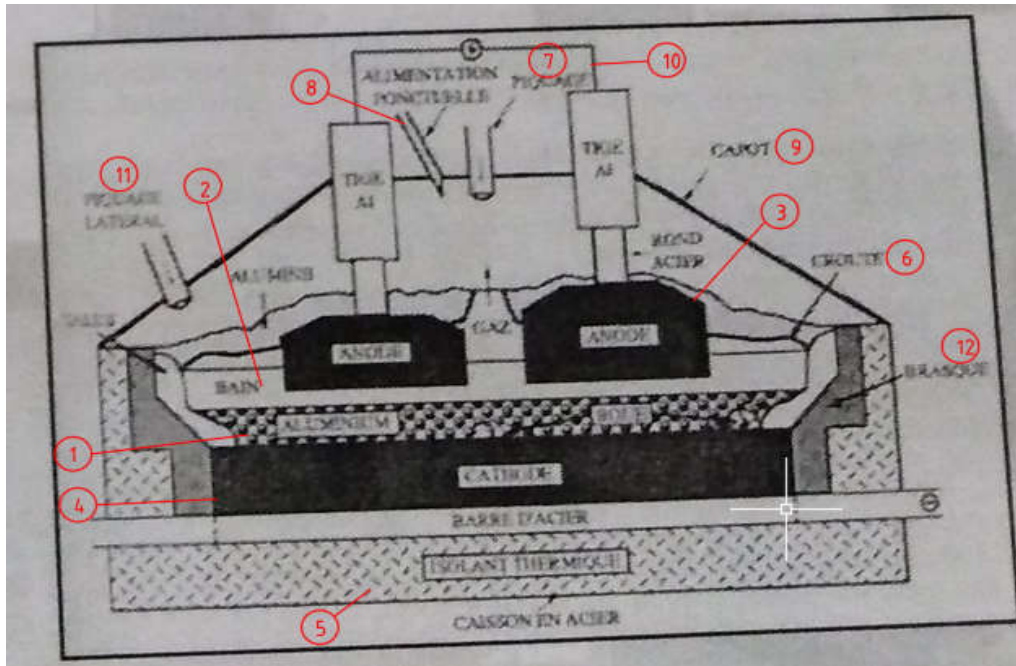 7
10
8
ALIMENTATION
PONCTUELLE
PIQUAGE
11
2
9
CAPOT
TIGE
Al
TIGE
Al
3
PIQUAGE
LATERAL
ROND
ACIER
CROUTE
6
ALUMINE
GAZ
ANODE
ANODE
12
BRASQUE
BAIN
ALUMINIUM
BOUE
1
CATHODE
4
BARRE D'ACIER
ISOLANT THERMIQUE
5
CAISSON EN ACIER